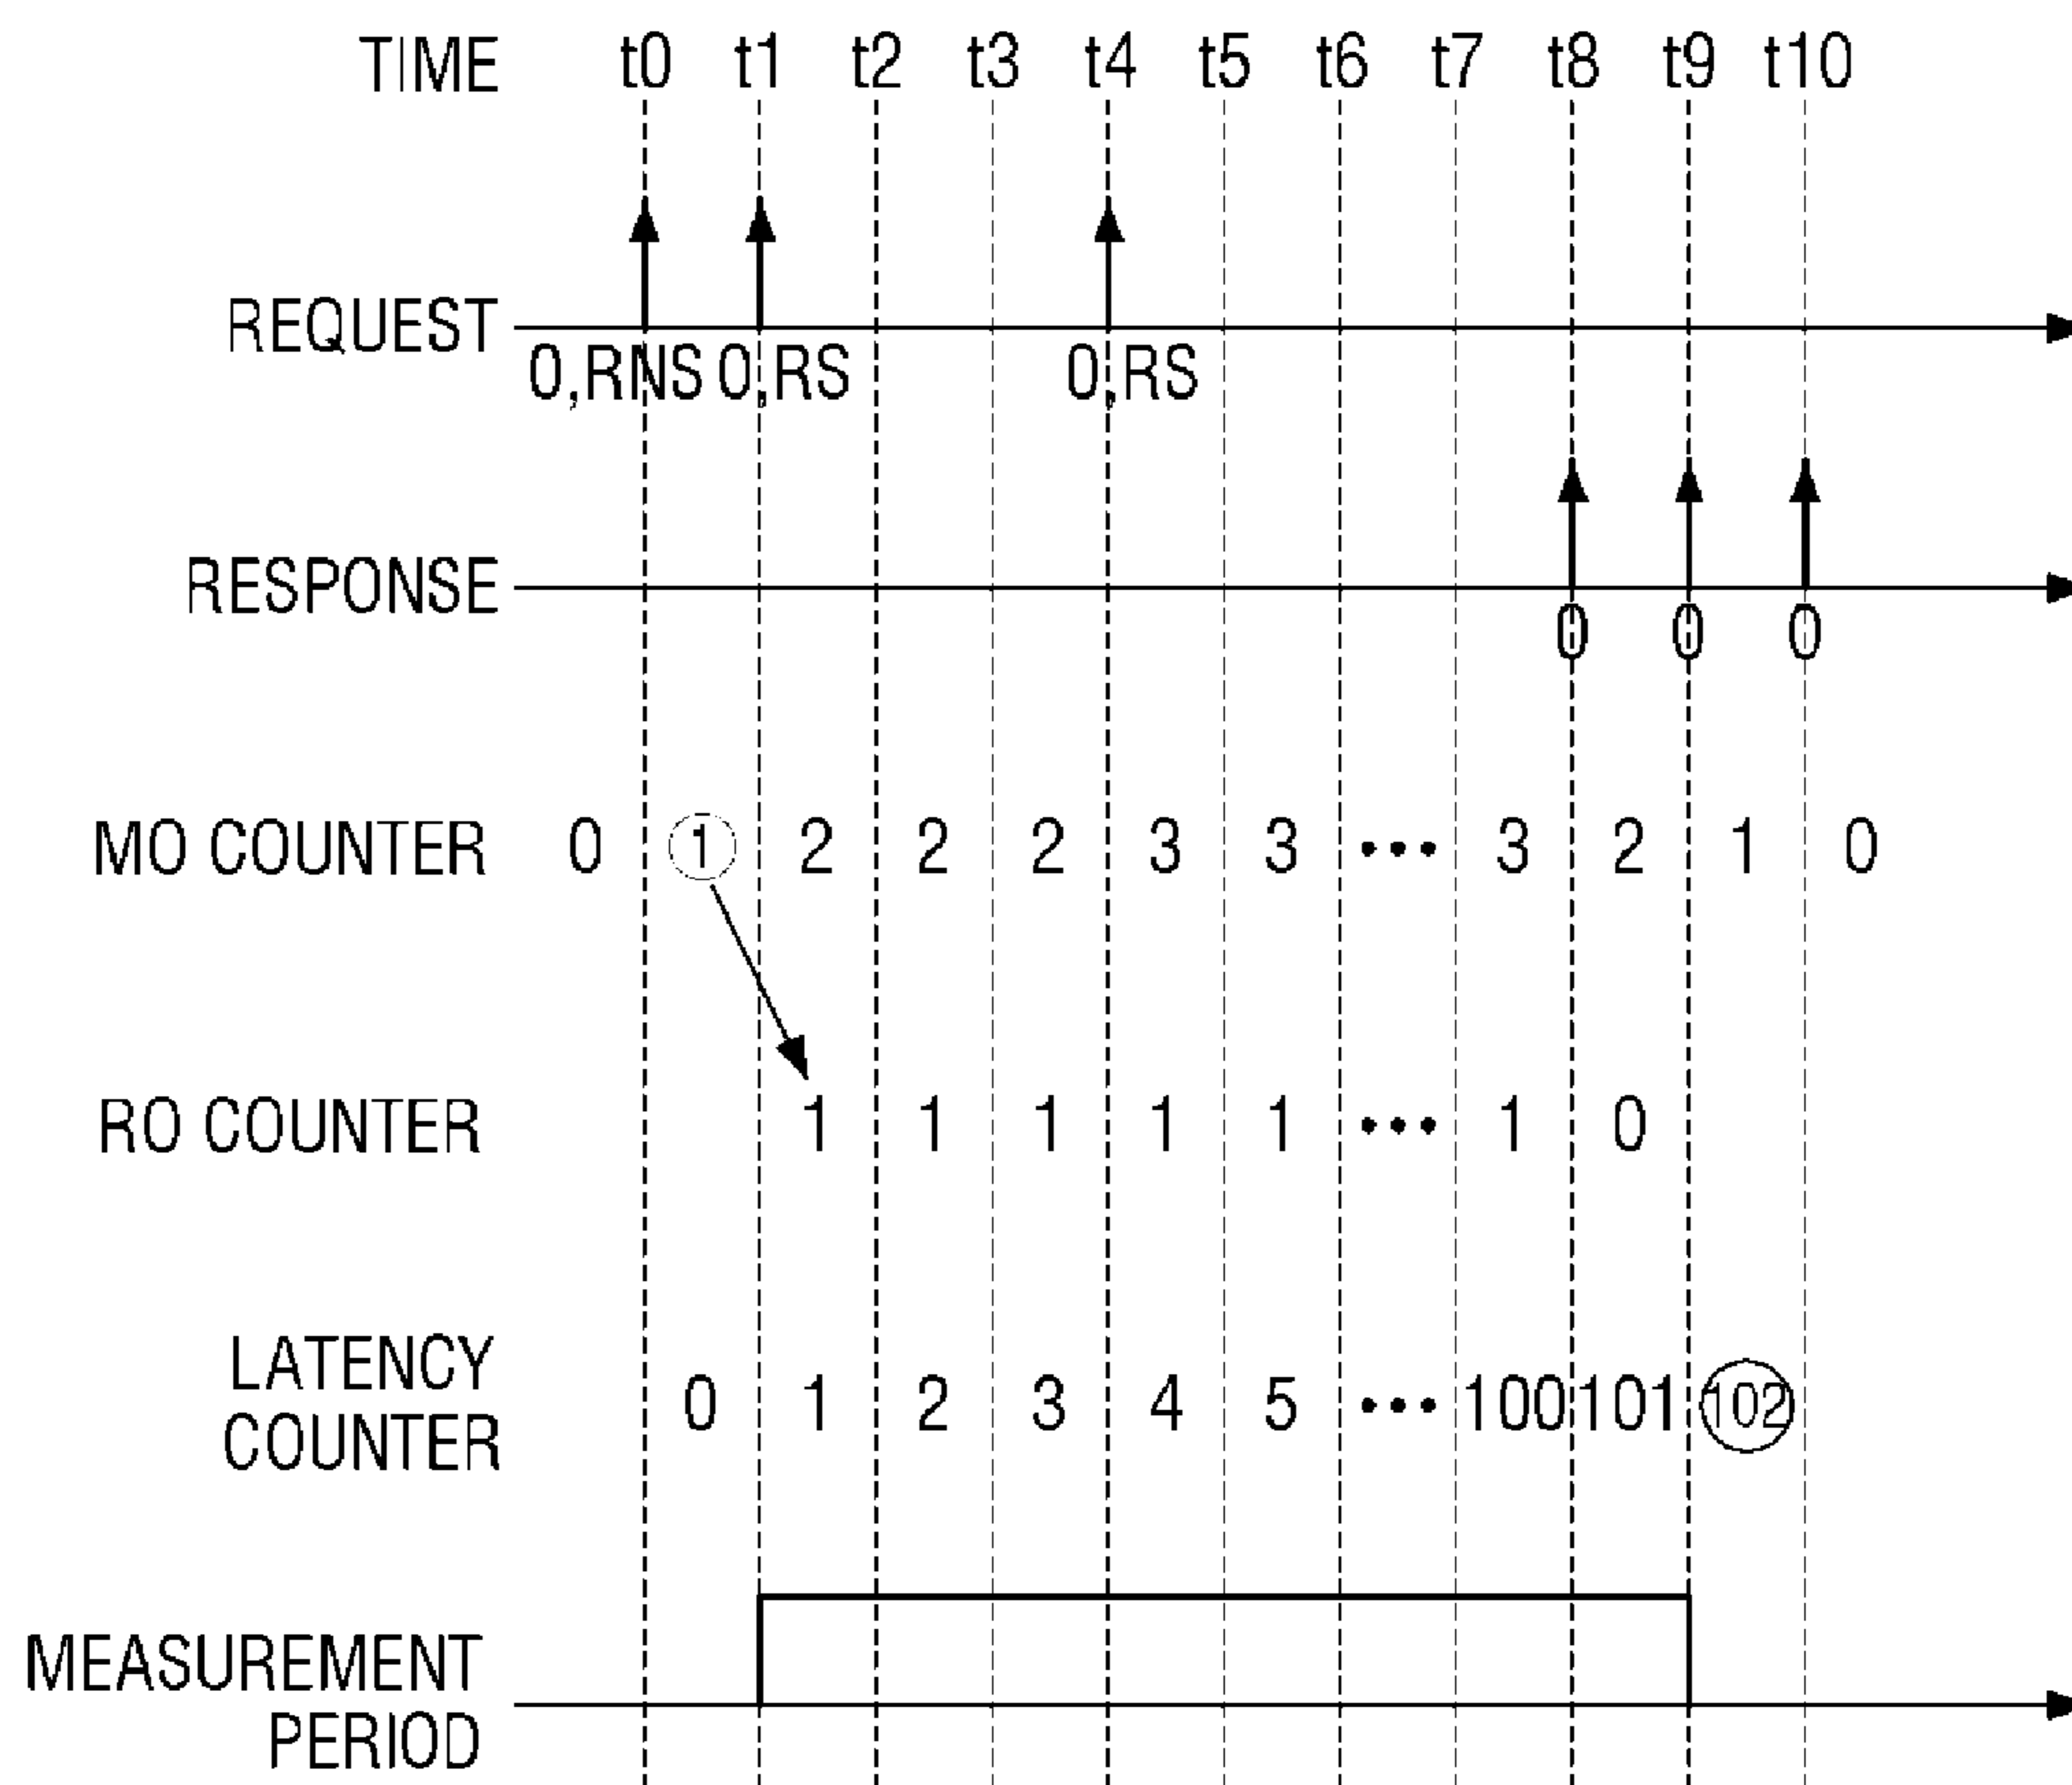 TIME t0 t1 t2 t3 t4 t5 t6 t7 t8 t9 t10
REQUEST
0,RNS 0,RS 0,RS
RESPONSE
0 0 0
MO COUNTER 0 1 2 2 2 3 3 ••• 3 2 1 0
RO COUNTER 1 1 1 1 1 ••• 1 0
LATENCY
COUNTER
0 1 2 3 4 5 ••• 100 101 102
MEASUREMENT
PERIOD